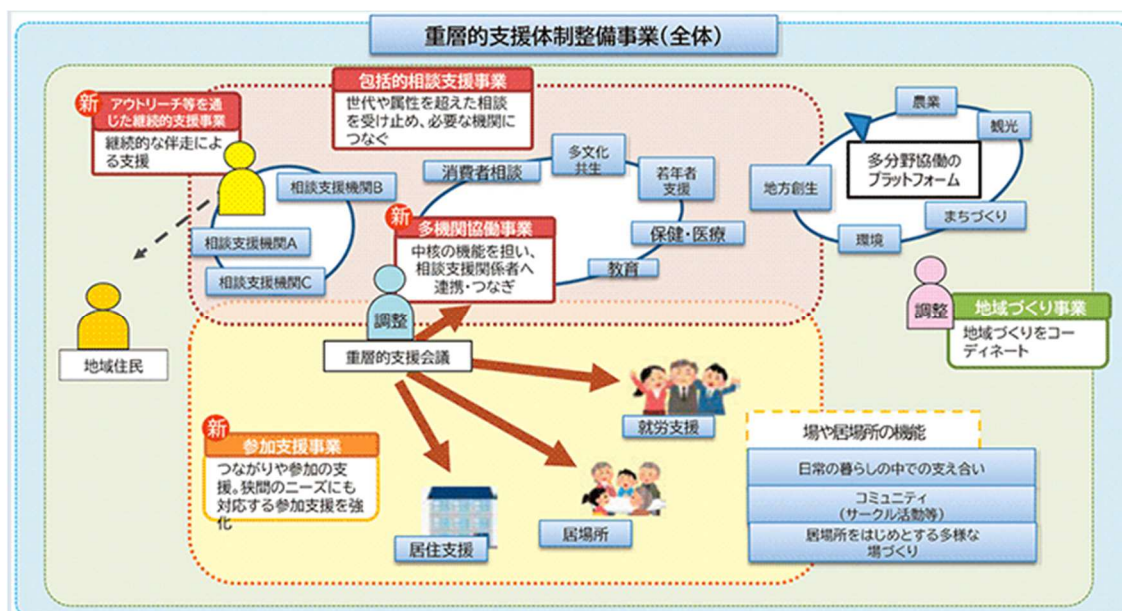 重層的支援体制整備事業(全体)
包括的相談支援事業
世代や属性を超えた相談
を受け止め、必要な機関に
つなぐ
新
アウトリーチ等を通
じた継続的支援事業
継続的な伴走によ
る支援
相談支援機関B
相談支援機関A
相談支援機関C
消費者相談
多文化
共生
若年者
支援
保健・医療
教育
新
多機関協働事業
中核の機能を担い、
相談支援関係者へ
連携・つなぎ
農業
観光
多分野協働の
プラットフォーム
地方創生
まちづくり
環境
調整
地域づくり事業
地域づくりをコー
ディネート
地域住民
調整
重層的支援会議
就労支援
新
参加支援事業
つながりや参加の支
援。狭間のニーズにも
対応する参加支援を強
化
居住支援
居場所
場や居場所の機能
日常の暮らしの中での支え合い
コミュニティ
(サークル活動等)
居場所をはじめとする多様な
場づくり